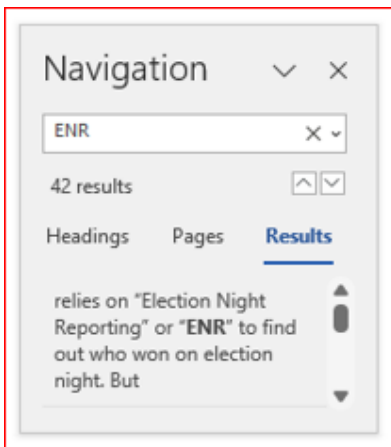 Navigation
ENR
42 results
Headings Pages Results
relies on “Election Night
Reporting” or “ENR” to find
out who won on election
night. But